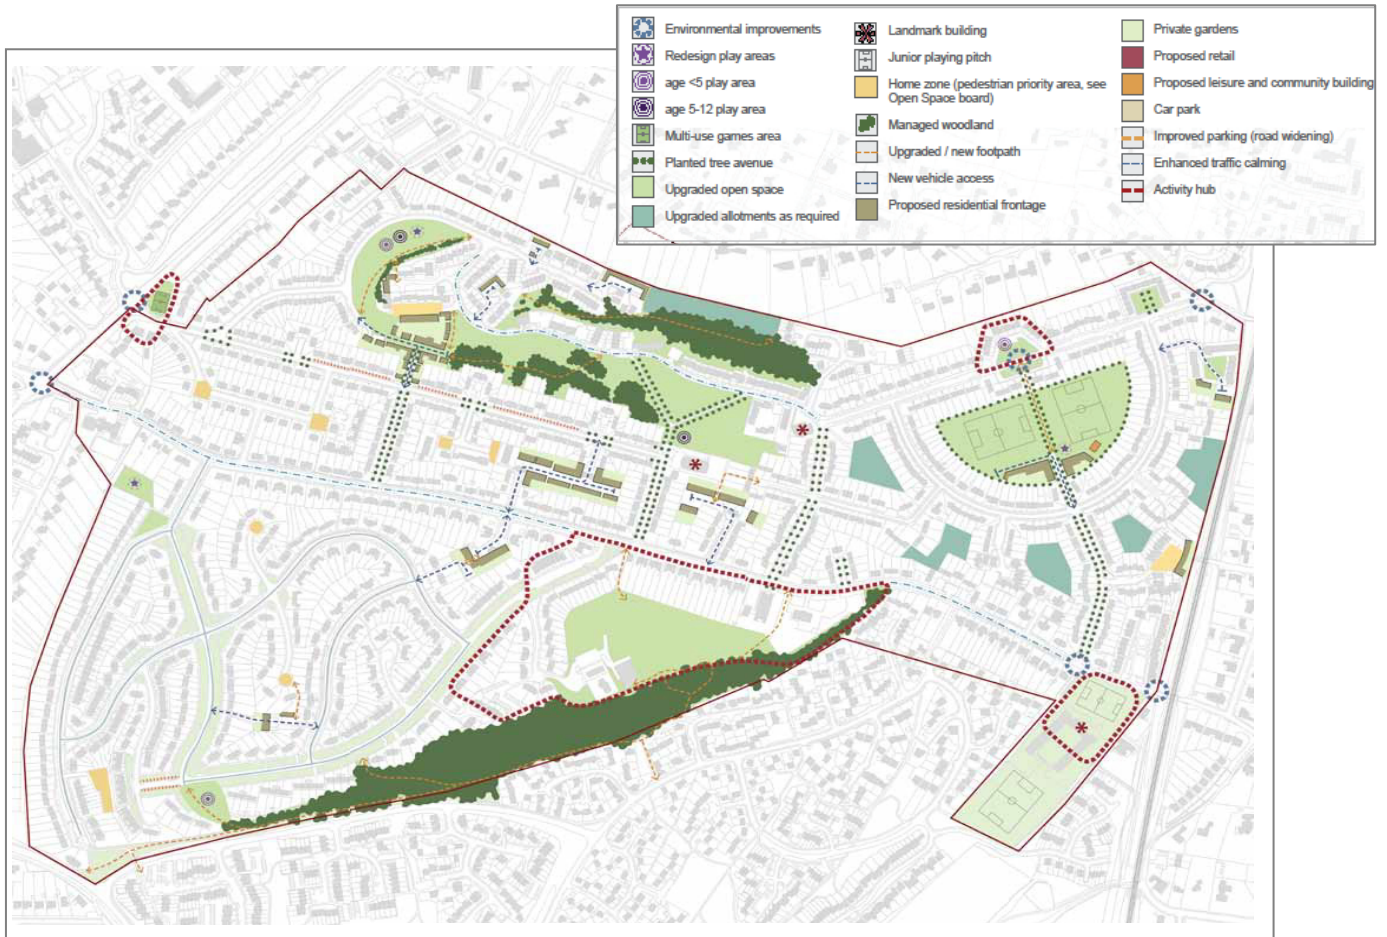 Environmental improvements
Redesign play areas
age <5 play area
age 5-12 play area
Multi-use games area
Planted tree avenue
Upgraded open space
Upgraded allotments as required
Landmark building
Junior playing pitch
Home zone (pedestrian priority area, see
Open Space board)
Managed woodland
Upgraded / new footpath
New vehicle access
Proposed residential frontage
Private gardens
Proposed retail
Proposed leisure and community building
Car park
Improved parking (road widening)
Enhanced traffic calming
Activity hub